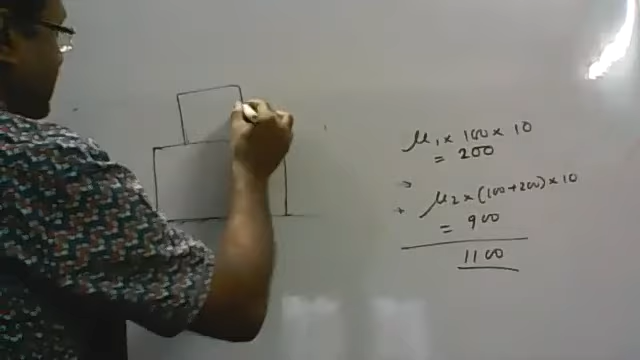 μ₁ × 100 × 10
= 200
+ μ₂ × (100+200) × 10
= 900
1100